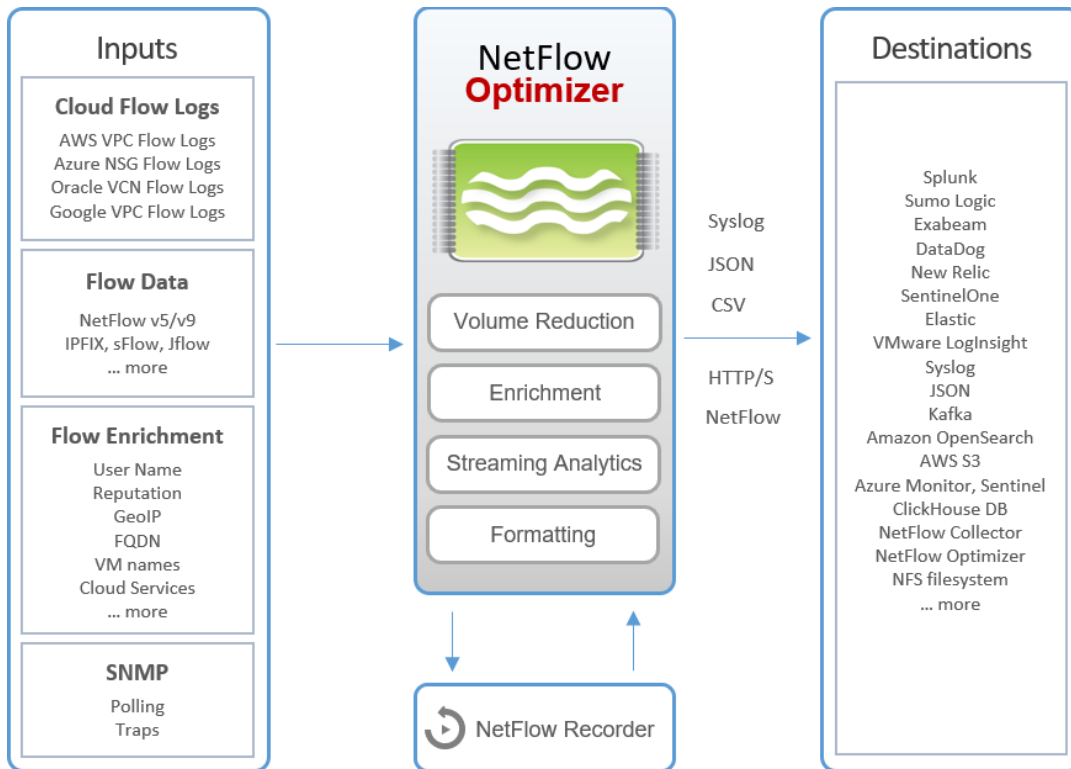 Inputs
Cloud Flow Logs
AWS VPC Flow Logs
Azure NSG Flow Logs
Oracle VCN Flow Logs
Google VPC Flow Logs
Flow Data
NetFlow v5/v9
IPFIX, sFlow, Jflow
... more
Flow Enrichment
User Name
Reputation
GeoIP
FQDN
VM names
Cloud Services
... more
SNMP
Polling
Traps
NetFlow
Optimizer
Volume Reduction
Enrichment
Streaming Analytics
Formatting
NetFlow Recorder
Syslog
JSON
CSV
HTTP/S
NetFlow
Destinations
Splunk
Sumo Logic
Exabeam
DataDog
New Relic
SentinelOne
Elastic
VMware LogInsight
Syslog
JSON
Kafka
Amazon OpenSearch
AWS S3
Azure Monitor, Sentinel
ClickHouse DB
NetFlow Collector
NetFlow Optimizer
NFS filesystem
... more